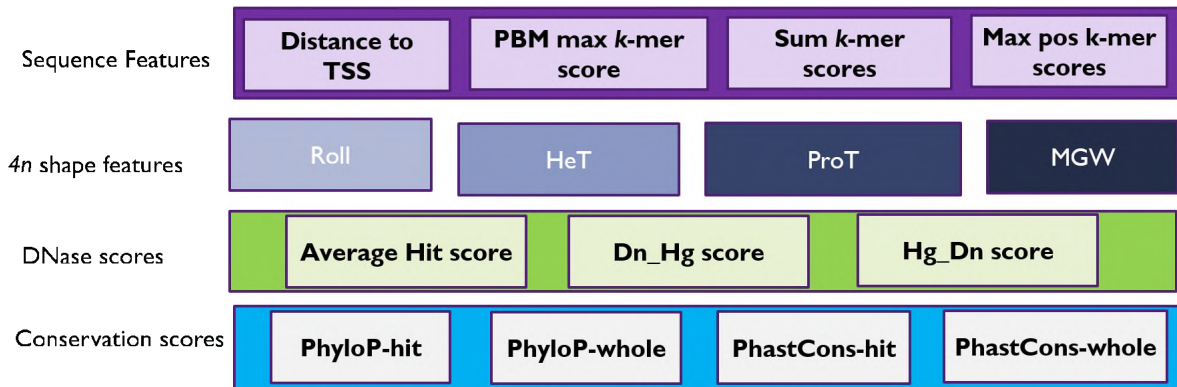 Sequence Features
Distance to
TSS
PBM max k-mer
score
Sum k-mer
scores
Max pos k-mer
scores
4n shape features
Roll
HeT
ProT
MGW
DNase scores
Average Hit score
Dn_Hg score
Hg_Dn score
Conservation scores
PhyloP-hit
PhyloP-whole
PhastCons-hit
PhastCons-whole